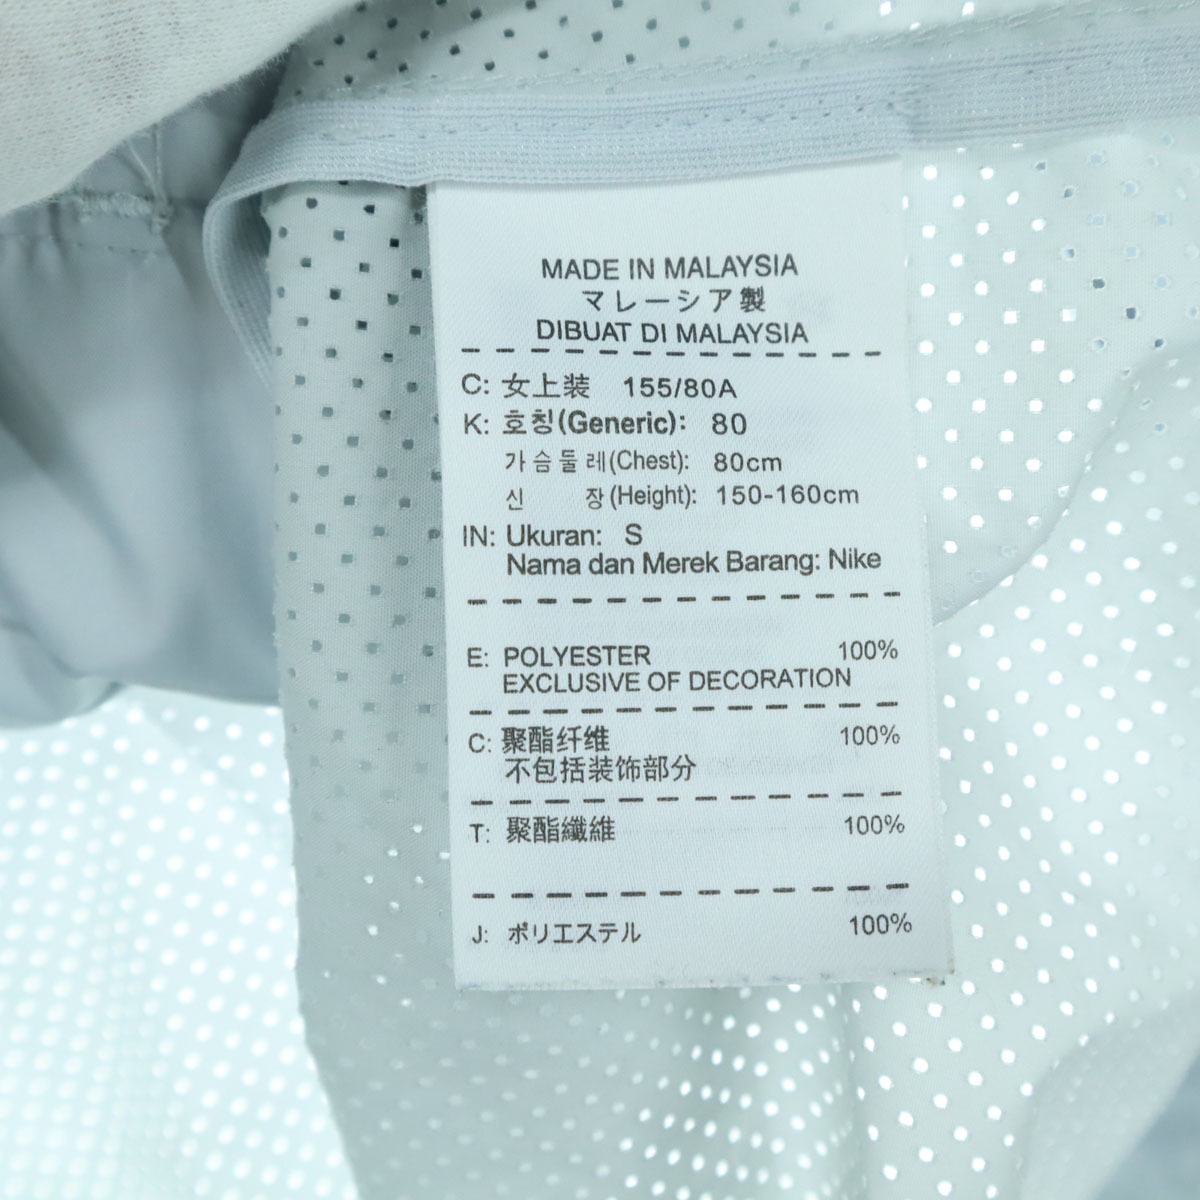 MADE IN MALAYSIA
マレーシア製
DIBUAT DI MALAYSIA
C: 女上装 155/80A
K: 호칭(Generic): 80
가슴둘레(Chest): 80cm
신 장(Height): 150-160cm
IN: Ukuran: S
Nama dan Merek Barang: Nike
E: POLYESTER 100%
EXCLUSIVE OF DECORATION
C: 聚酯纤维 100%
不包括装饰部分
T: 聚酯纖維 100%
J: ポリエステル 100%